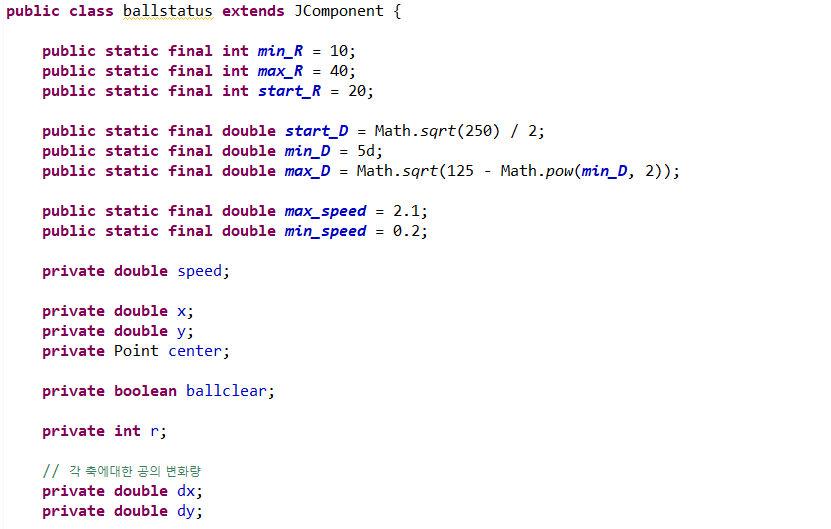 public class ballstatus extends JComponent {
public static final int min_R = 10;
public static final int max_R = 40;
public static final int start_R = 20;
public static final double start_D = Math.sqrt(250) / 2;
public static final double min_D = 5d;
public static final double max_D = Math.sqrt(125 - Math.pow(min_D, 2));
public static final double max_speed = 2.1;
public static final double min_speed = 0.2;
private double speed;
private double x;
private double y;
private Point center;
private boolean ballclear;
private int r;
// 각 축에대한 공의 변화량
private double dx;
private double dy;